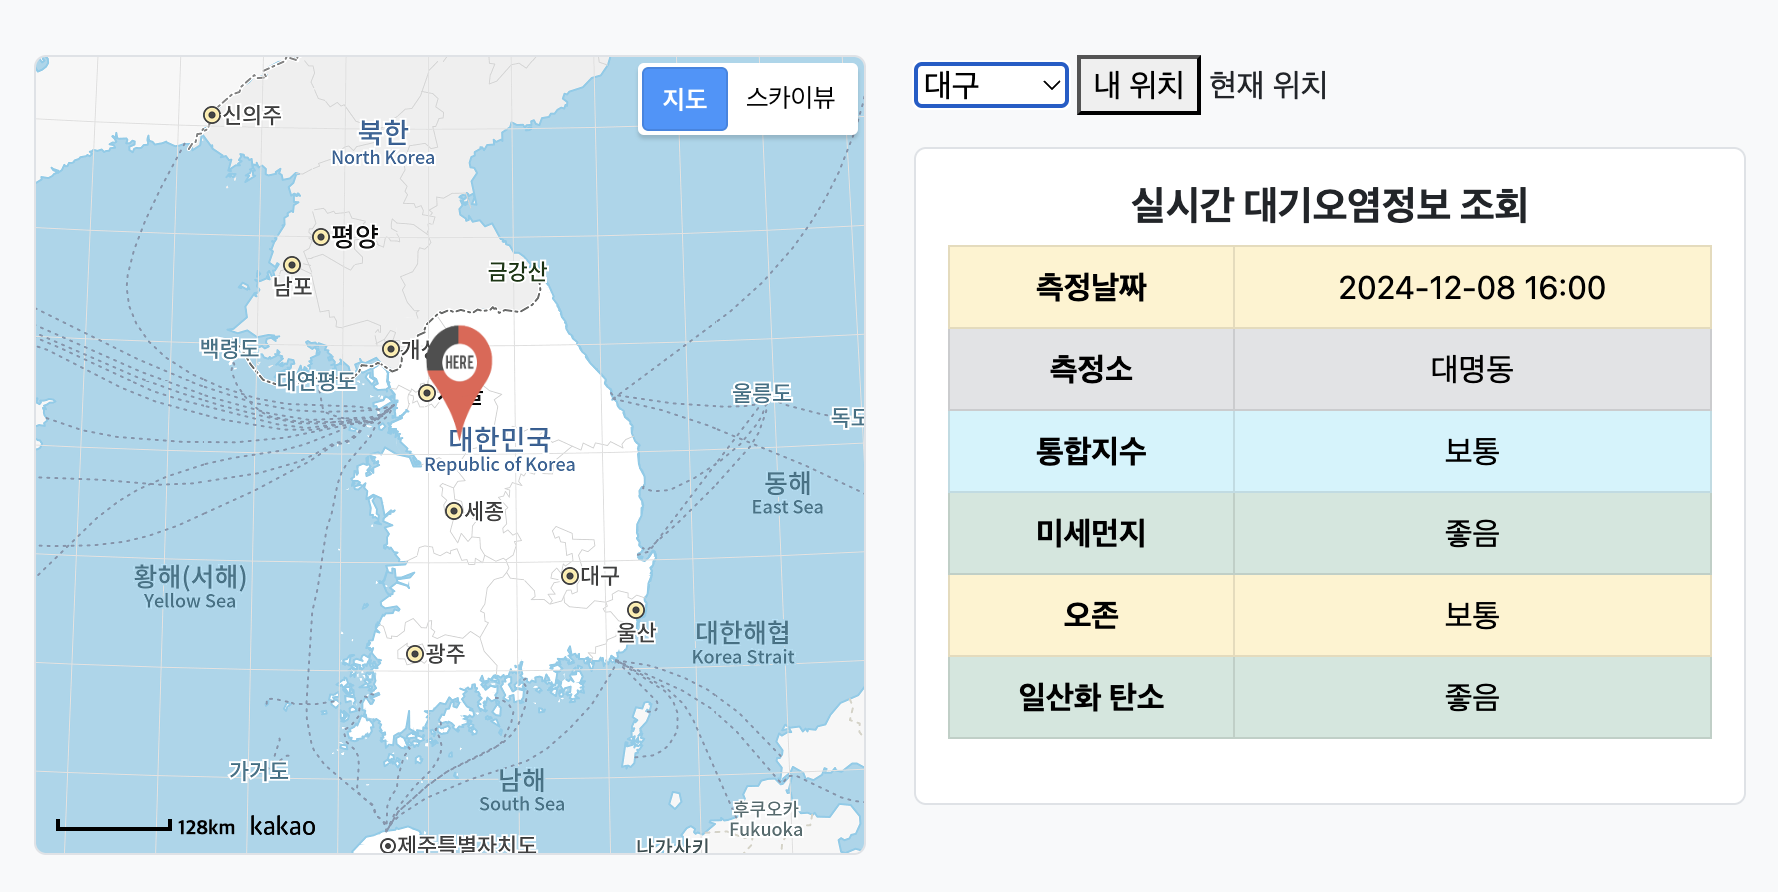 신의주
북한
North Korea
지도
스카이뷰
평양
남포
금강산
백령도
대연평도
HERE
울릉도
대한민국
Republic of Korea
동해
East Sea
세종
황해(서해)
Yellow Sea
대구
울산
대한해협
Korea Strait
광주
가거도
남해
South Sea
후쿠오카
Fukuoka
128km
kakao
제주특별자치도
나가사키
대구
내 위치
현재 위치
실시간 대기오염정보 조회
측정날짜 2024-12-08 16:00
측정소 대명동
통합지수 보통
미세먼지 좋음
오존 보통
일산화 탄소 좋음